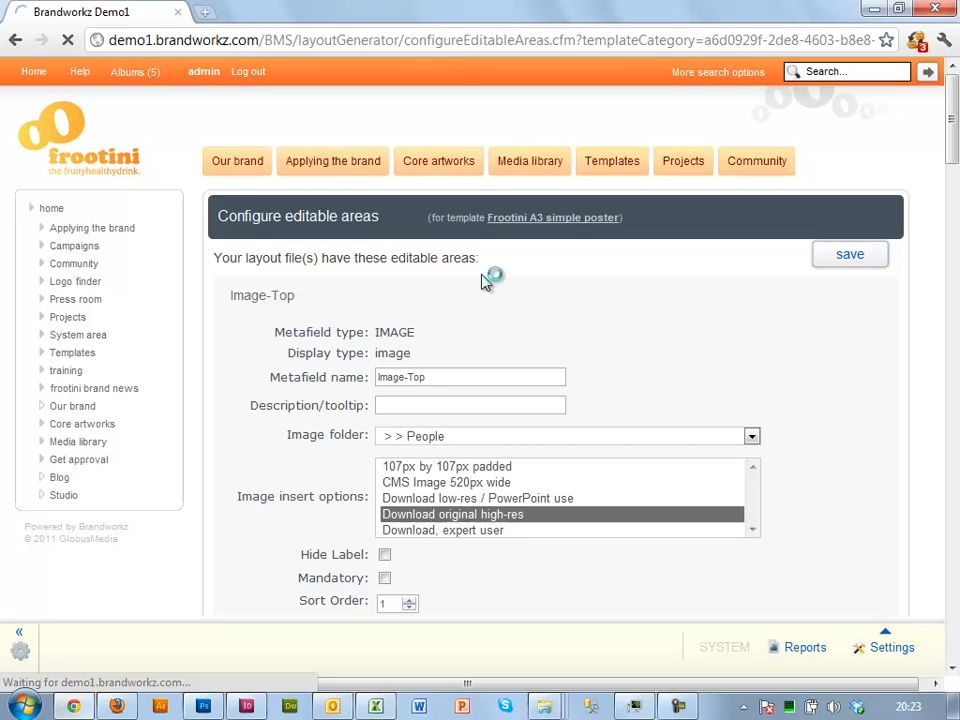 Brandworkz Demo1
demo1.brandworkz.com/BMS/layoutGenerator/configureEditableAreas.cfm?templateCategory=a6d0929f-2de8-4603-b8e8-
3
Home Help Albums (5) admin Log out More search options Search...
frootini
the fruityhealthydrink.
Our brand Applying the brand Core artworks Media library Templates Projects Community
home
Applying the brand
Campaigns
Community
Logo finder
Press room
Projects
System area
Templates
training
frootini brand news
Our brand
Core artworks
Media library
Get approval
Blog
Studio
Powered by Brandworkz
© 2011 GlobusMedia
Configure editable areas (for template Frootini A3 simple poster)
Your layout file(s) have these editable areas: save
Image-Top
Metafield type: IMAGE
Display type: image
Metafield name: Image-Top
Description/tooltip:
Image folder: > > People
Image insert options:
107px by 107px padded
CMS Image 520px wide
Download low-res / PowerPoint use
Download original high-res
Download, expert user
Hide Label:
Mandatory:
Sort Order: 1
SYSTEM Reports Settings
Waiting for demo1.brandworkz.com...
Ai Ps Id Dw O X W P S
20:23